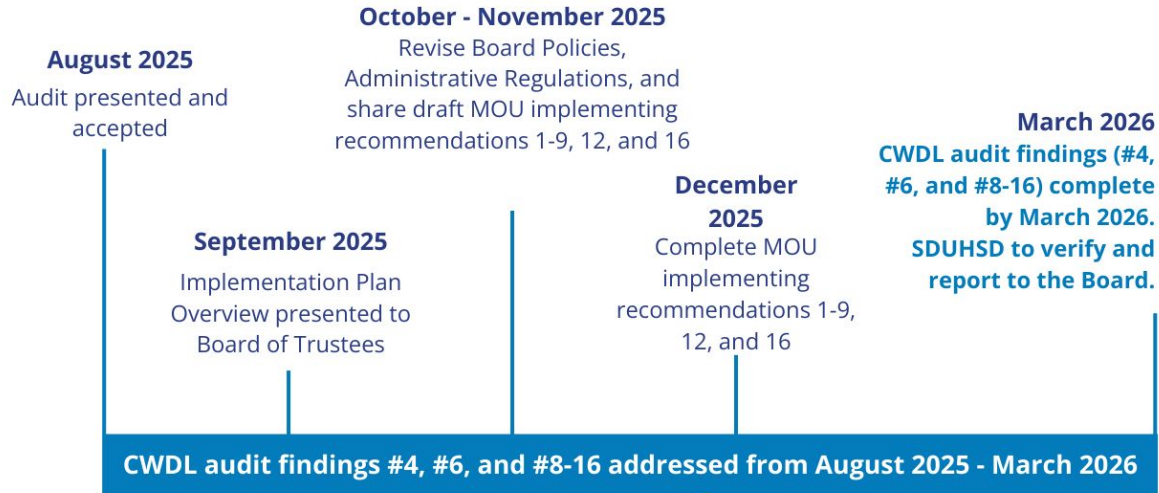 August 2025
Audit presented and
accepted
September 2025
Implementation Plan
Overview presented to
Board of Trustees
October - November 2025
Revise Board Policies,
Administrative Regulations, and
share draft MOU implementing
recommendations 1-9, 12, and 16
December
2025
Complete MOU
implementing
recommendations 1-9,
12, and 16
March 2026
CWDL audit findings (#4,
#6, and #8-16) complete
by March 2026.
SDUHSD to verify and
report to the Board.
CWDL audit findings #4, #6, and #8-16 addressed from August 2025 - March 2026